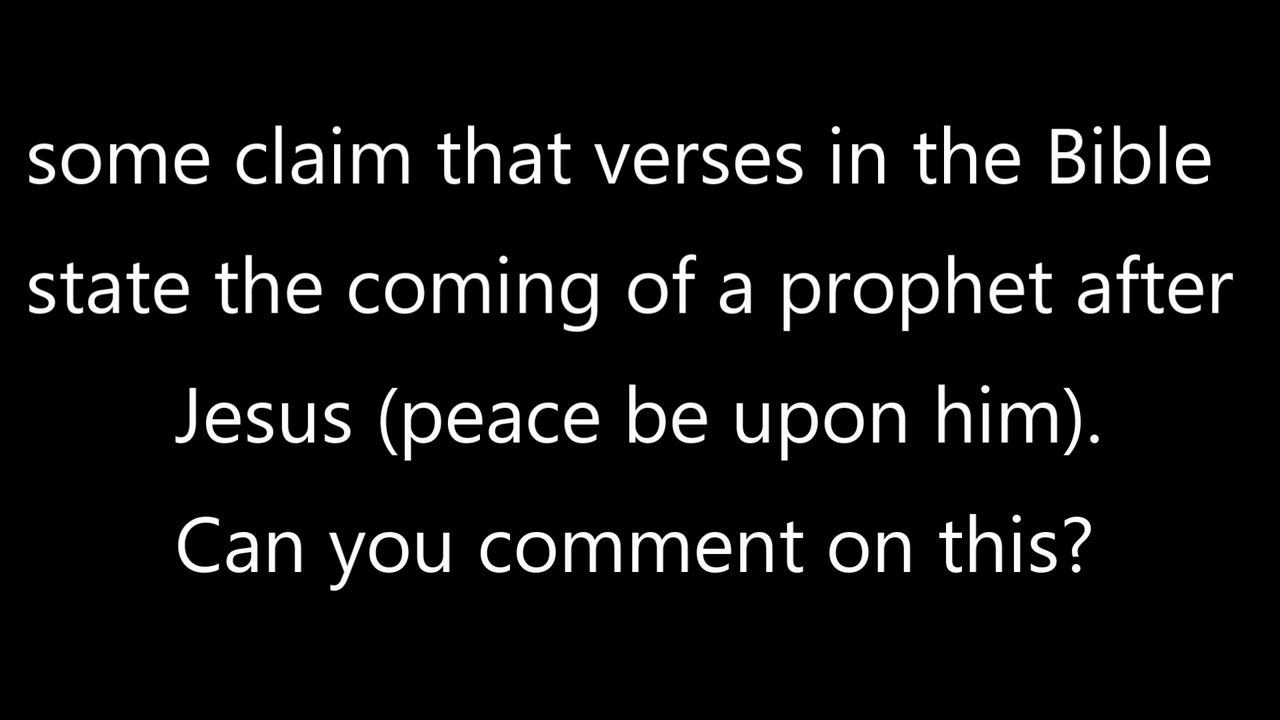 some claim that verses in the Bible
state the coming of a prophet after
Jesus (peace be upon him).
Can you comment on this?